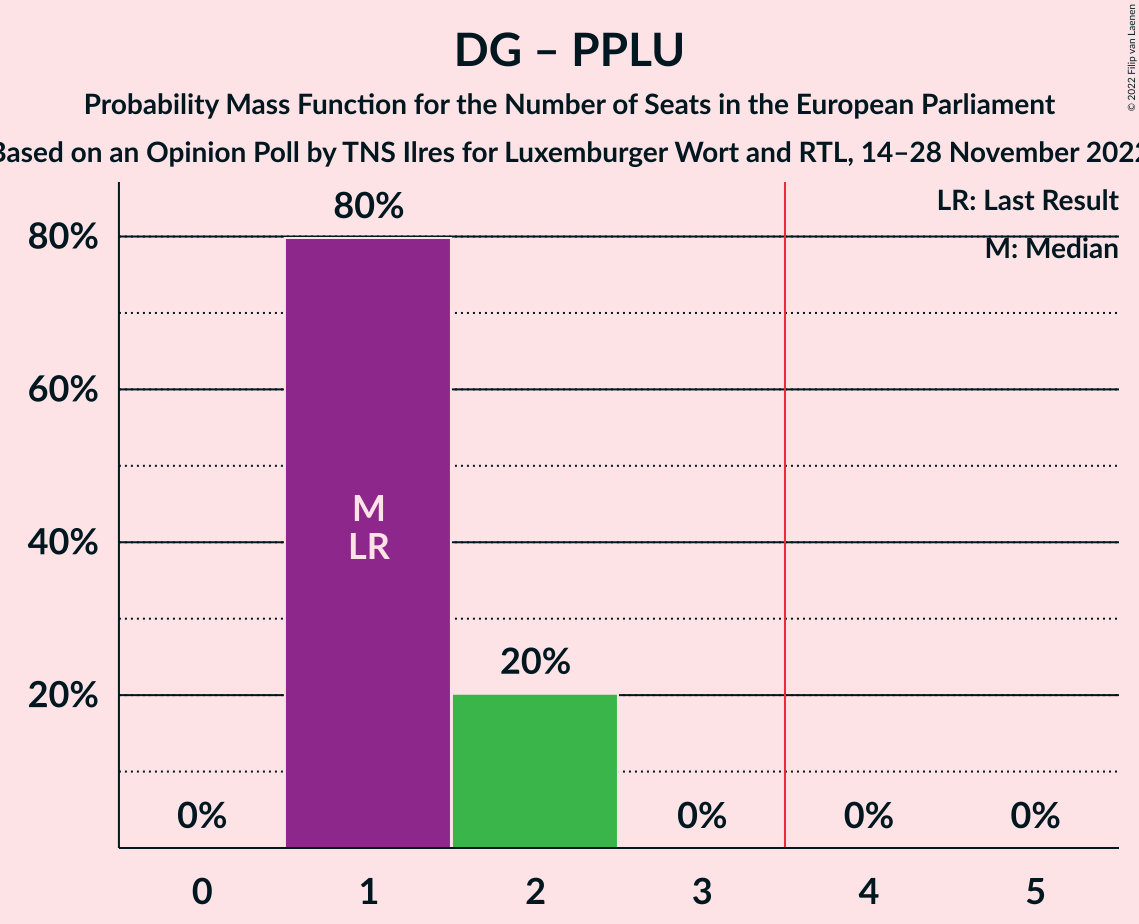 DG – PPLU
Probability Mass Function for the Number of Seats in the European Parliament
Based on an Opinion Poll by TNS Ilres for Luxemburger Wort and RTL, 14–28 November 2022
© 2022 Filip van Laenen
LR: Last Result
M: Median
80%
80%
60%
40%
20%
M
LR
20%
0%
0%
0%
0%
0
1
2
3
4
5